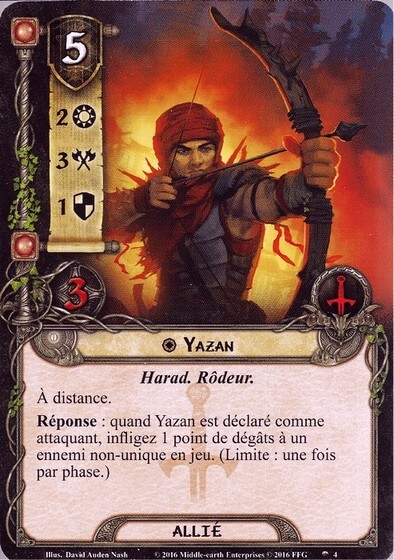 5
2
3
1
3
Yazan
Harad. Rôdeur.
À distance.
Réponse : quand Yazan est déclaré comme
attaquant, infligez 1 point de dégâts à un
ennemi non-unique en jeu. (Limite : une fois
par phase.)
ALLIÉ
Illus. David Auden Nash © 2016 Middle-earth Enterprises © 2016 FFG 4